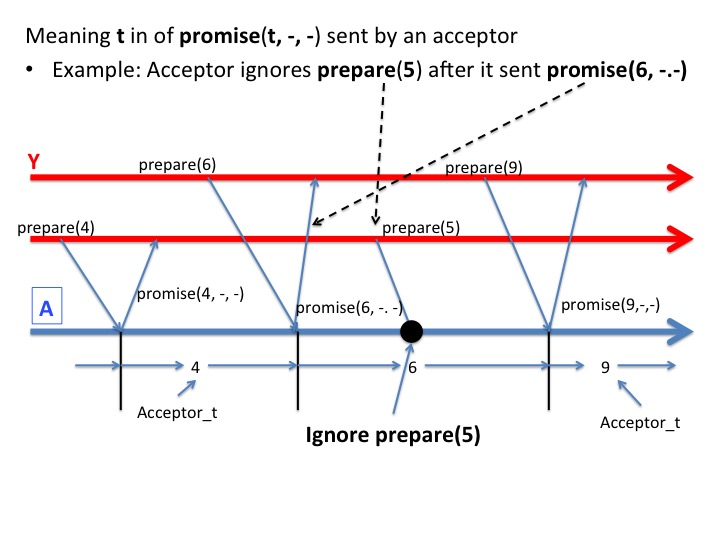 Meaning t in of promise(t, -, -) sent by an acceptor
• Example: Acceptor ignores prepare(5) after it sent promise(6, -.-)
Y
prepare(6)
prepare(9)
prepare(4)
prepare(5)
A
promise(4, -, -)
promise(6, -. -)
promise(9,-,-)
4
6
9
Acceptor_t
Acceptor_t
Ignore prepare(5)